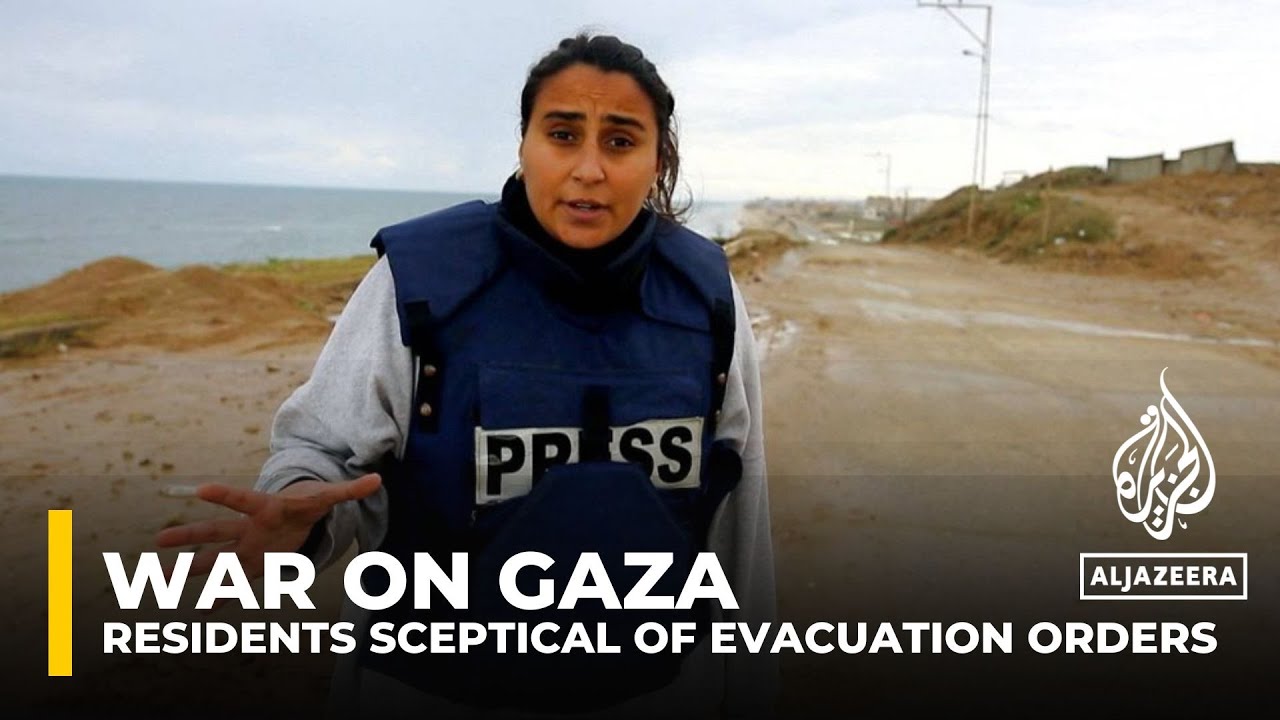 PRESS
الجزيرة
ALJAZEERA
WAR ON GAZA
RESIDENTS SCEPTICAL OF EVACUATION ORDERS